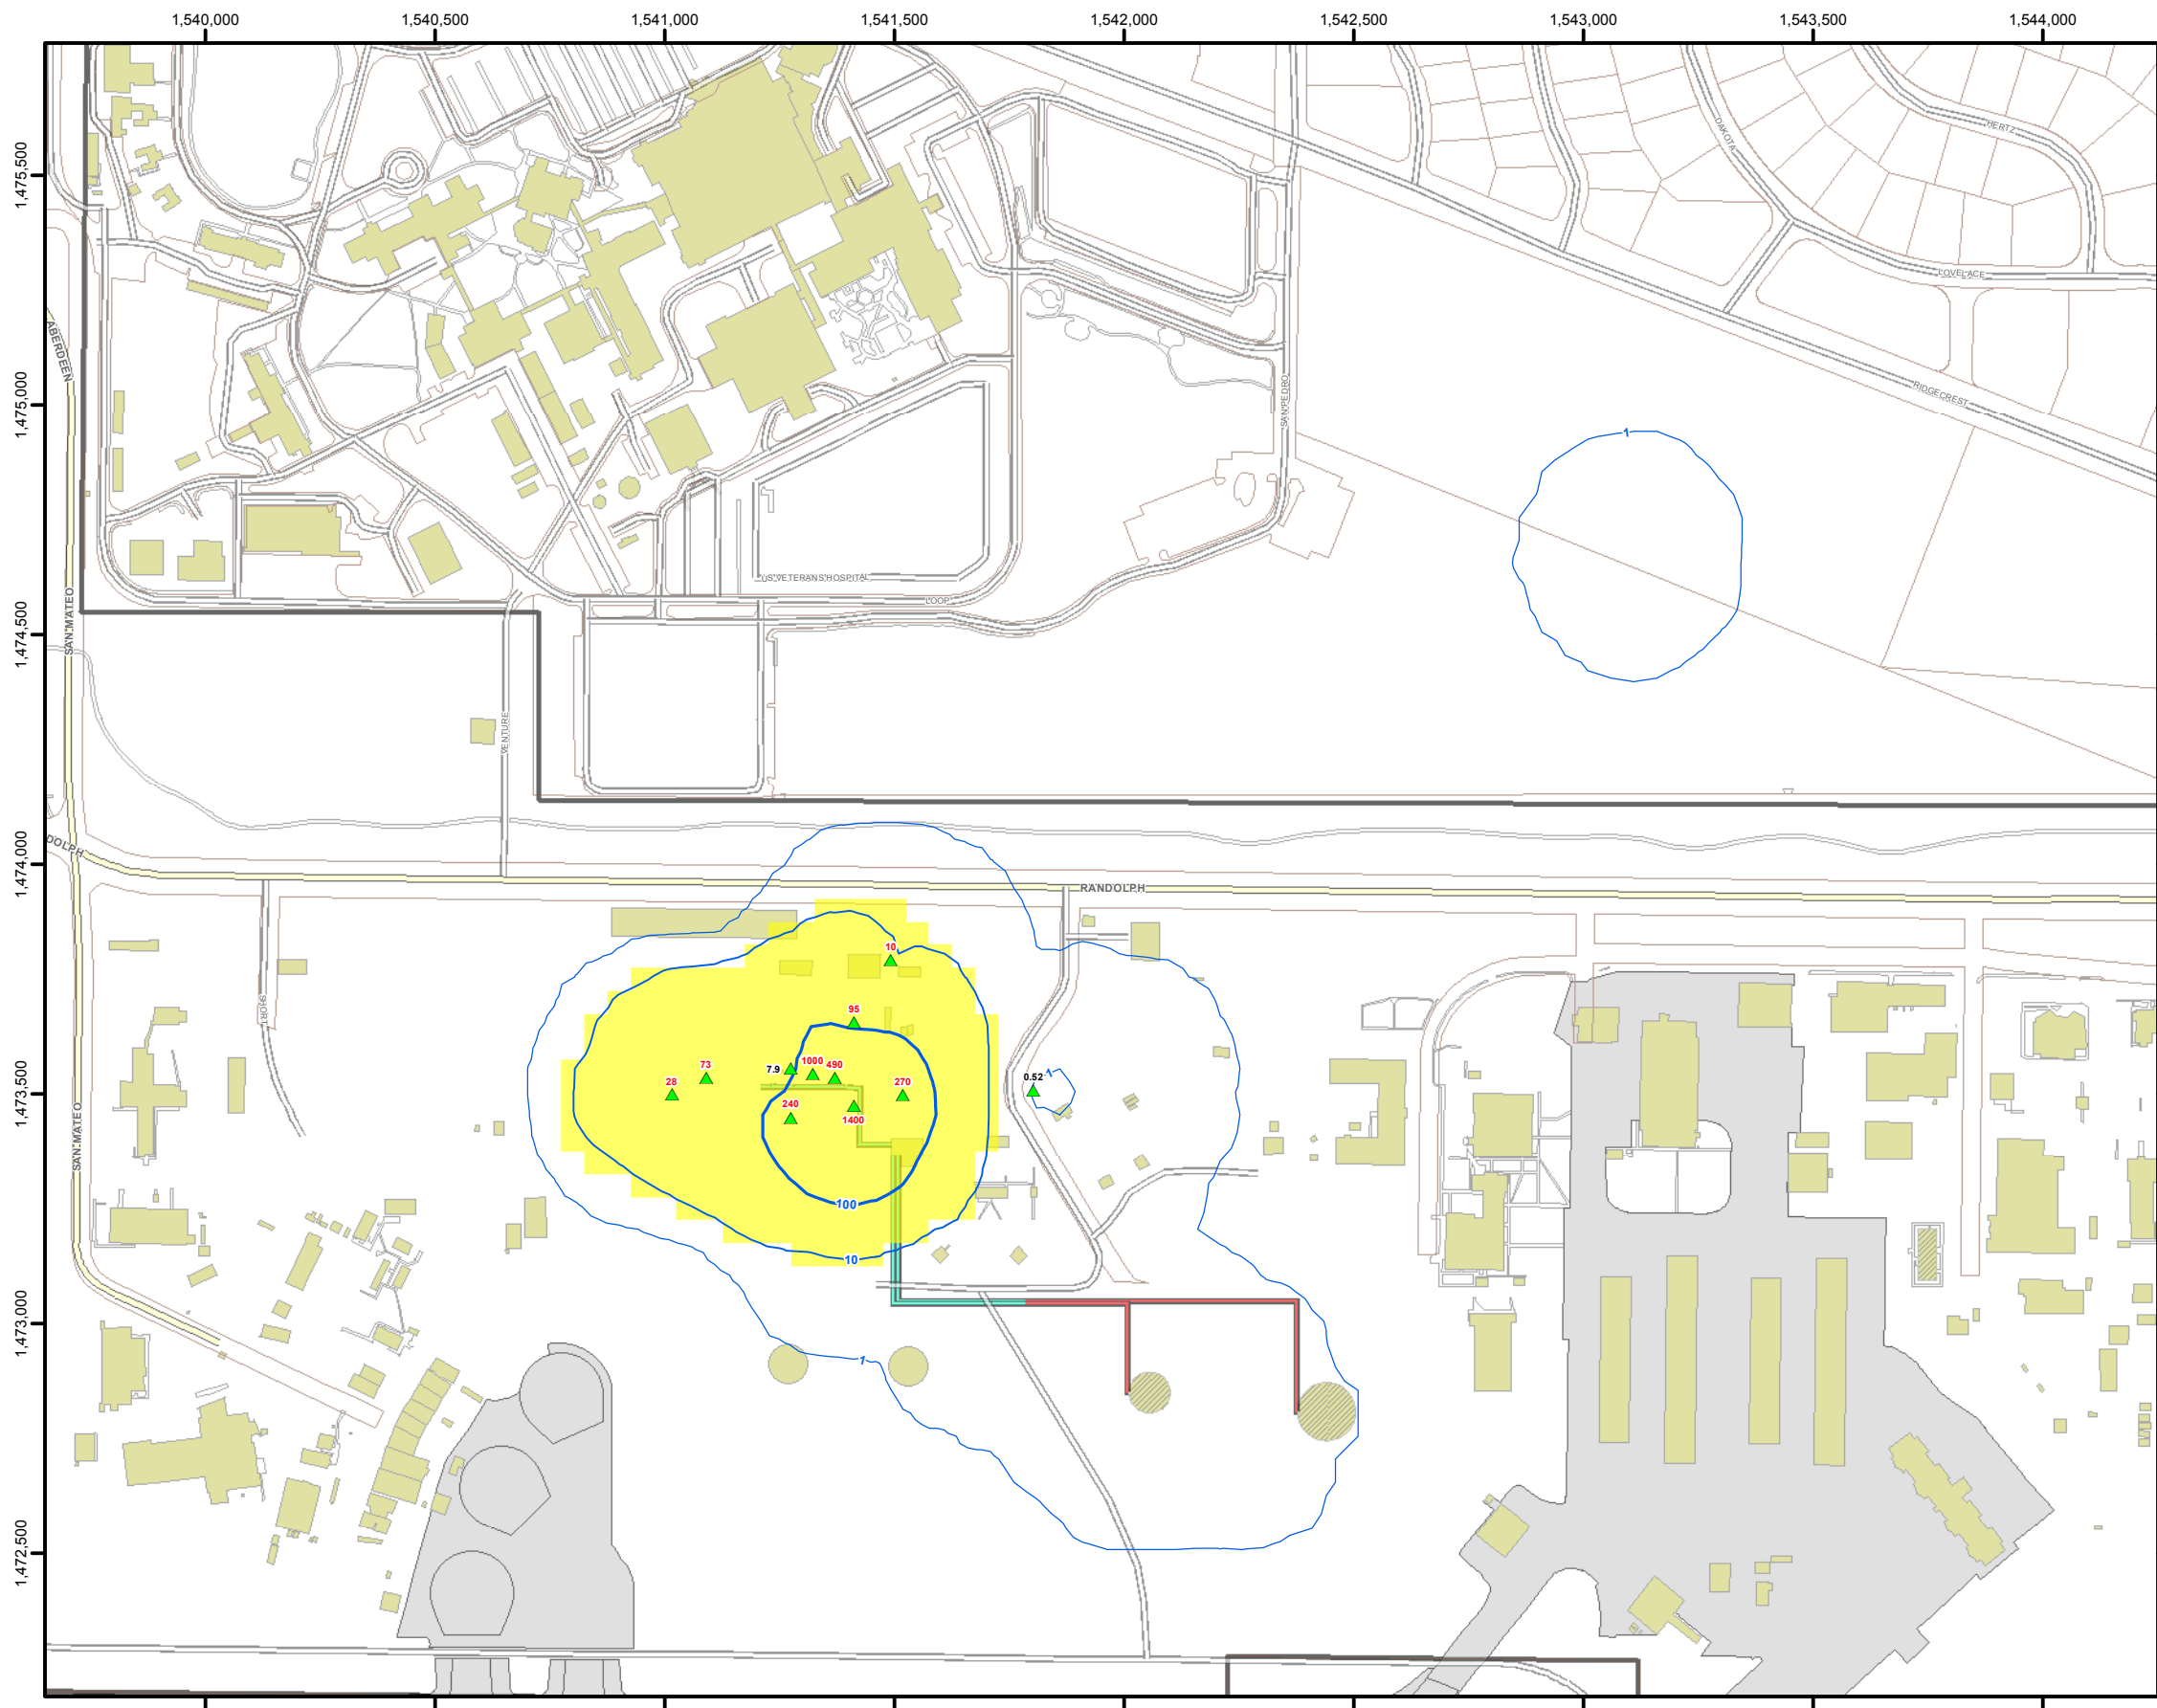 1,540,000 1,540,500 1,541,000 1,541,500 1,542,000 1,542,500 1,543,000 1,543,500 1,544,000
HERTZ
DAKOTA
1,475,500
LOVELACE
ABERDEEN
RIDGECREST
SAN PEDRO
1,475,000
1
US VETERANS HOSPITAL
LOOP
SAN MATEO
1,474,500
VENTURE
DOLPH
1,474,000
RANDOLPH
10
SHORT
95
7.9 1000 490
73
28
270
0.52 1
1,473,500
240
1400
SAN MATEO
100
10
1,473,000
1
1,472,500